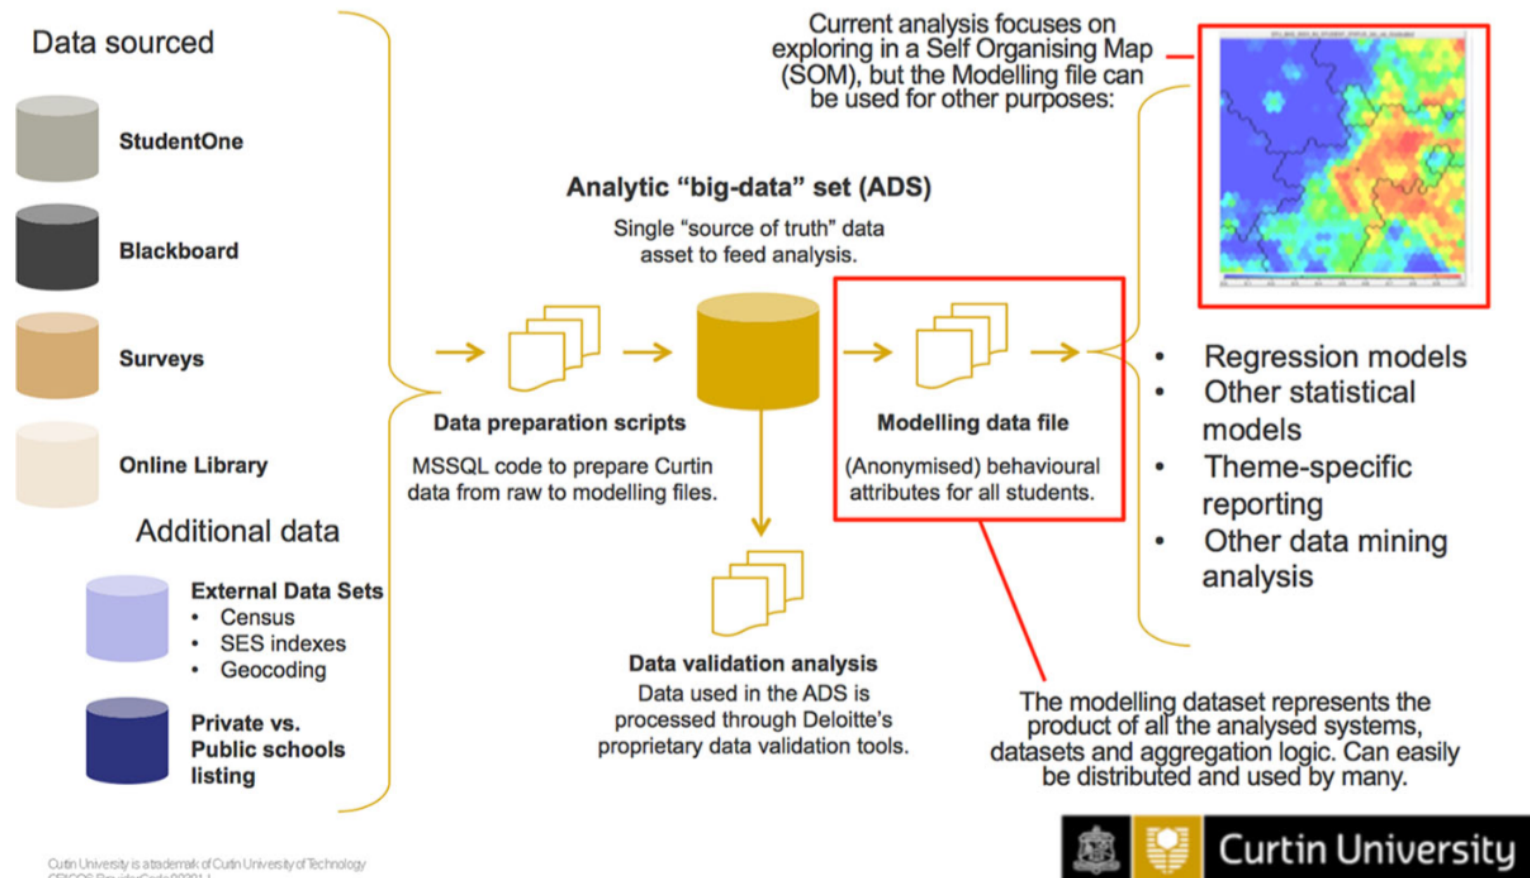 Data sourced
StudentOne
Blackboard
Surveys
Online Library
Additional data
External Data Sets
• Census
• SES indexes
• Geocoding
Private vs.
Public schools
listing
Data preparation scripts
MSSQL code to prepare Curtin
data from raw to modelling files.
Analytic “big-data” set (ADS)
Single “source of truth” data
asset to feed analysis.
Data validation analysis
Data used in the ADS is
processed through Deloitte’s
proprietary data validation tools.
Modelling data file
(Anonymised) behavioural
attributes for all students.
Current analysis focuses on
exploring in a Self Organising Map
(SOM), but the Modelling file can
be used for other purposes:
• Regression models
• Other statistical
models
• Theme-specific
reporting
• Other data mining
analysis
The modelling dataset represents the
product of all the analysed systems,
datasets and aggregation logic. Can easily
be distributed and used by many.
Curtin University is a trademark of Curtin University of Technology
Curtin University